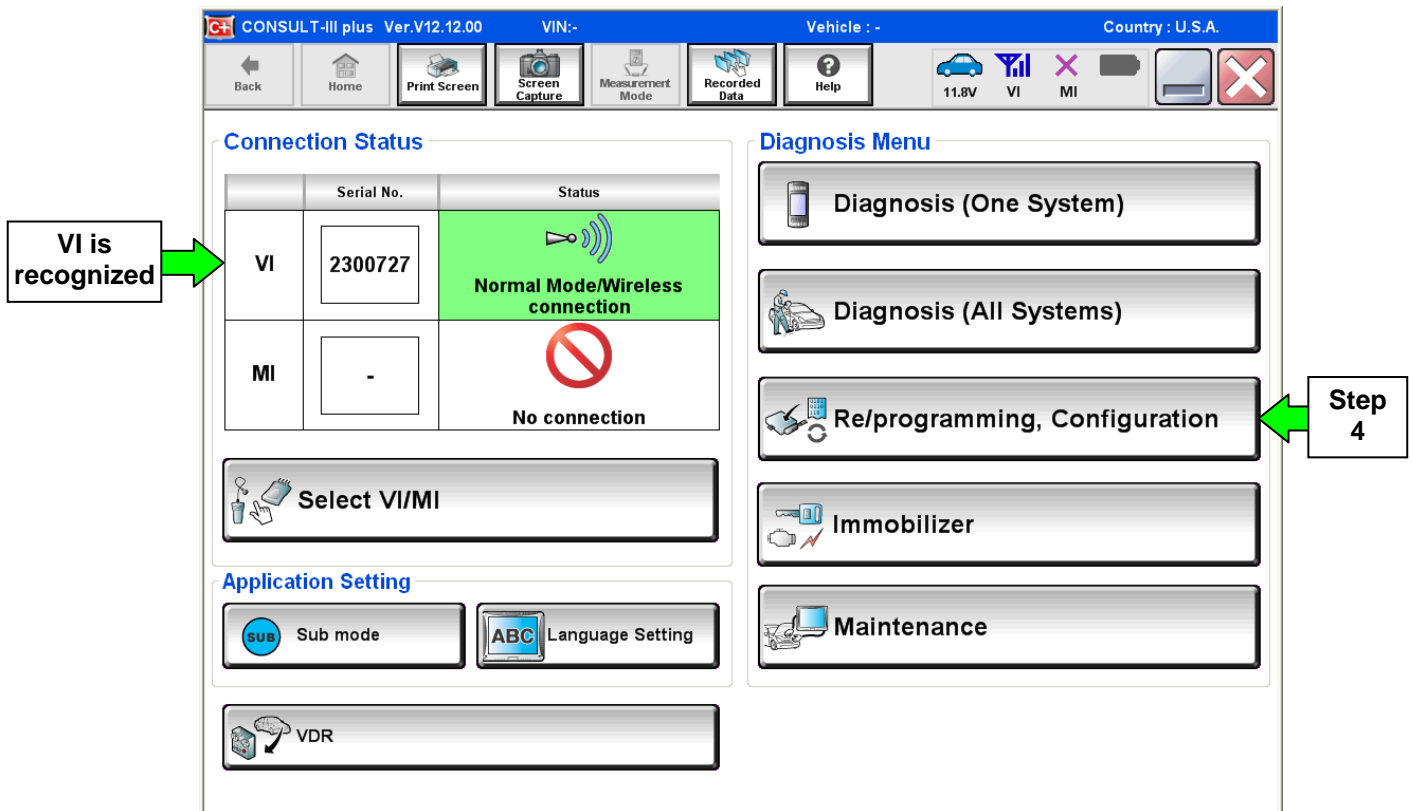 CONSULT-III plus Ver.V12.12.00 VIN:- Vehicle : - Country : U.S.A.
Back
Home
Print Screen
Screen
Capture
Measurement
Mode
Recorded
Data
Help
11.8V
VI
MI
Connection Status
Serial No. Status
VI is
recognized
VI
2300727
Normal Mode/Wireless
connection
MI
-
No connection
Select VI/MI
Application Setting
SUB
Sub mode
ABC
Language Setting
VDR
Diagnosis Menu
Diagnosis (One System)
Diagnosis (All Systems)
Re/programming, Configuration
Step
4
Immobilizer
Maintenance